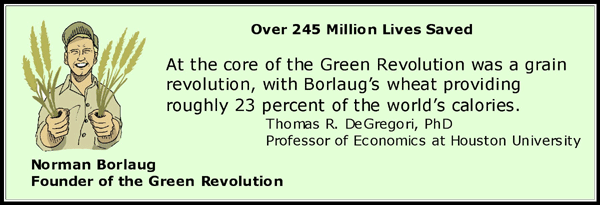 Over 245 Million Lives Saved
At the core of the Green Revolution was a grain
revolution, with Borlaug's wheat providing
roughly 23 percent of the world's calories.
Thomas R. DeGregori, PhD
Professor of Economics at Houston University
Norman Borlaug
Founder of the Green Revolution